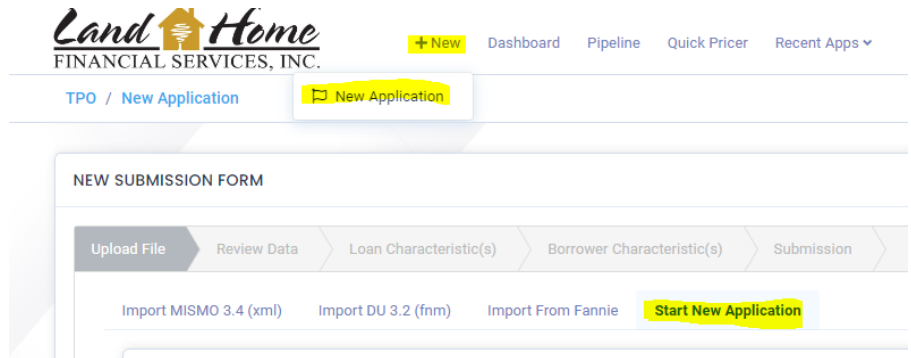 Land Home
FINANCIAL SERVICES, INC.
+ New Dashboard Pipeline Quick Pricer Recent Apps
TPO / New Application
New Application
NEW SUBMISSION FORM
Upload File Review Data Loan Characteristic(s) Borrower Characteristic(s) Submission
Import MISMO 3.4 (xml) Import DU 3.2 (fnm) Import From Fannie Start New Application